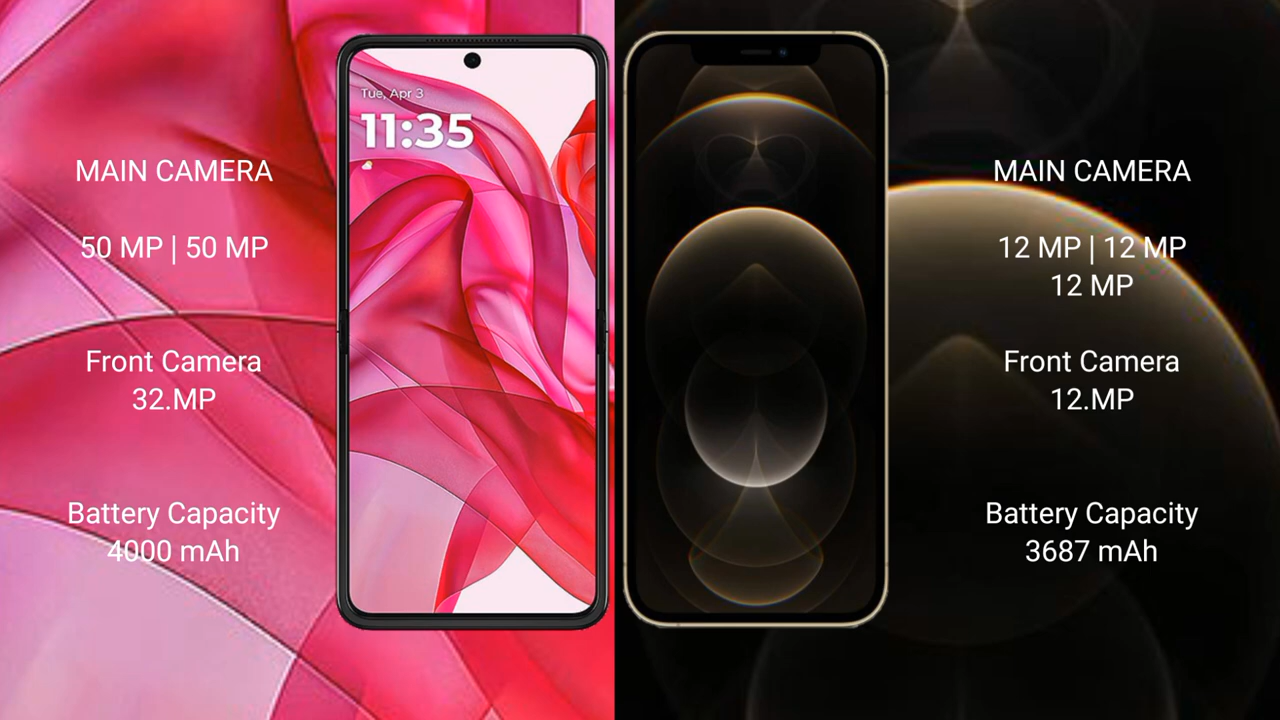 MAIN CAMERA
50 MP | 50 MP
Front Camera
32.MP
Battery Capacity
4000 mAh
Tue, Apr 3
11:35
MAIN CAMERA
12 MP | 12 MP
12 MP
Front Camera
12.MP
Battery Capacity
3687 mAh